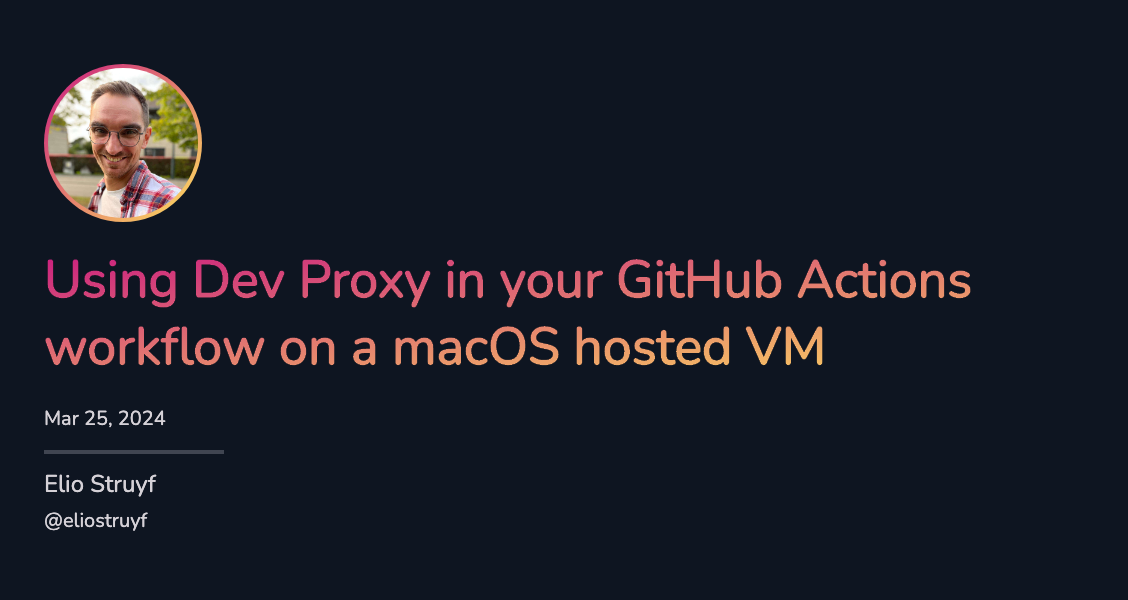 Using Dev Proxy in your GitHub Actions
workflow on a macOS hosted VM
Mar 25, 2024
Elio Struyf
@eliostruyf